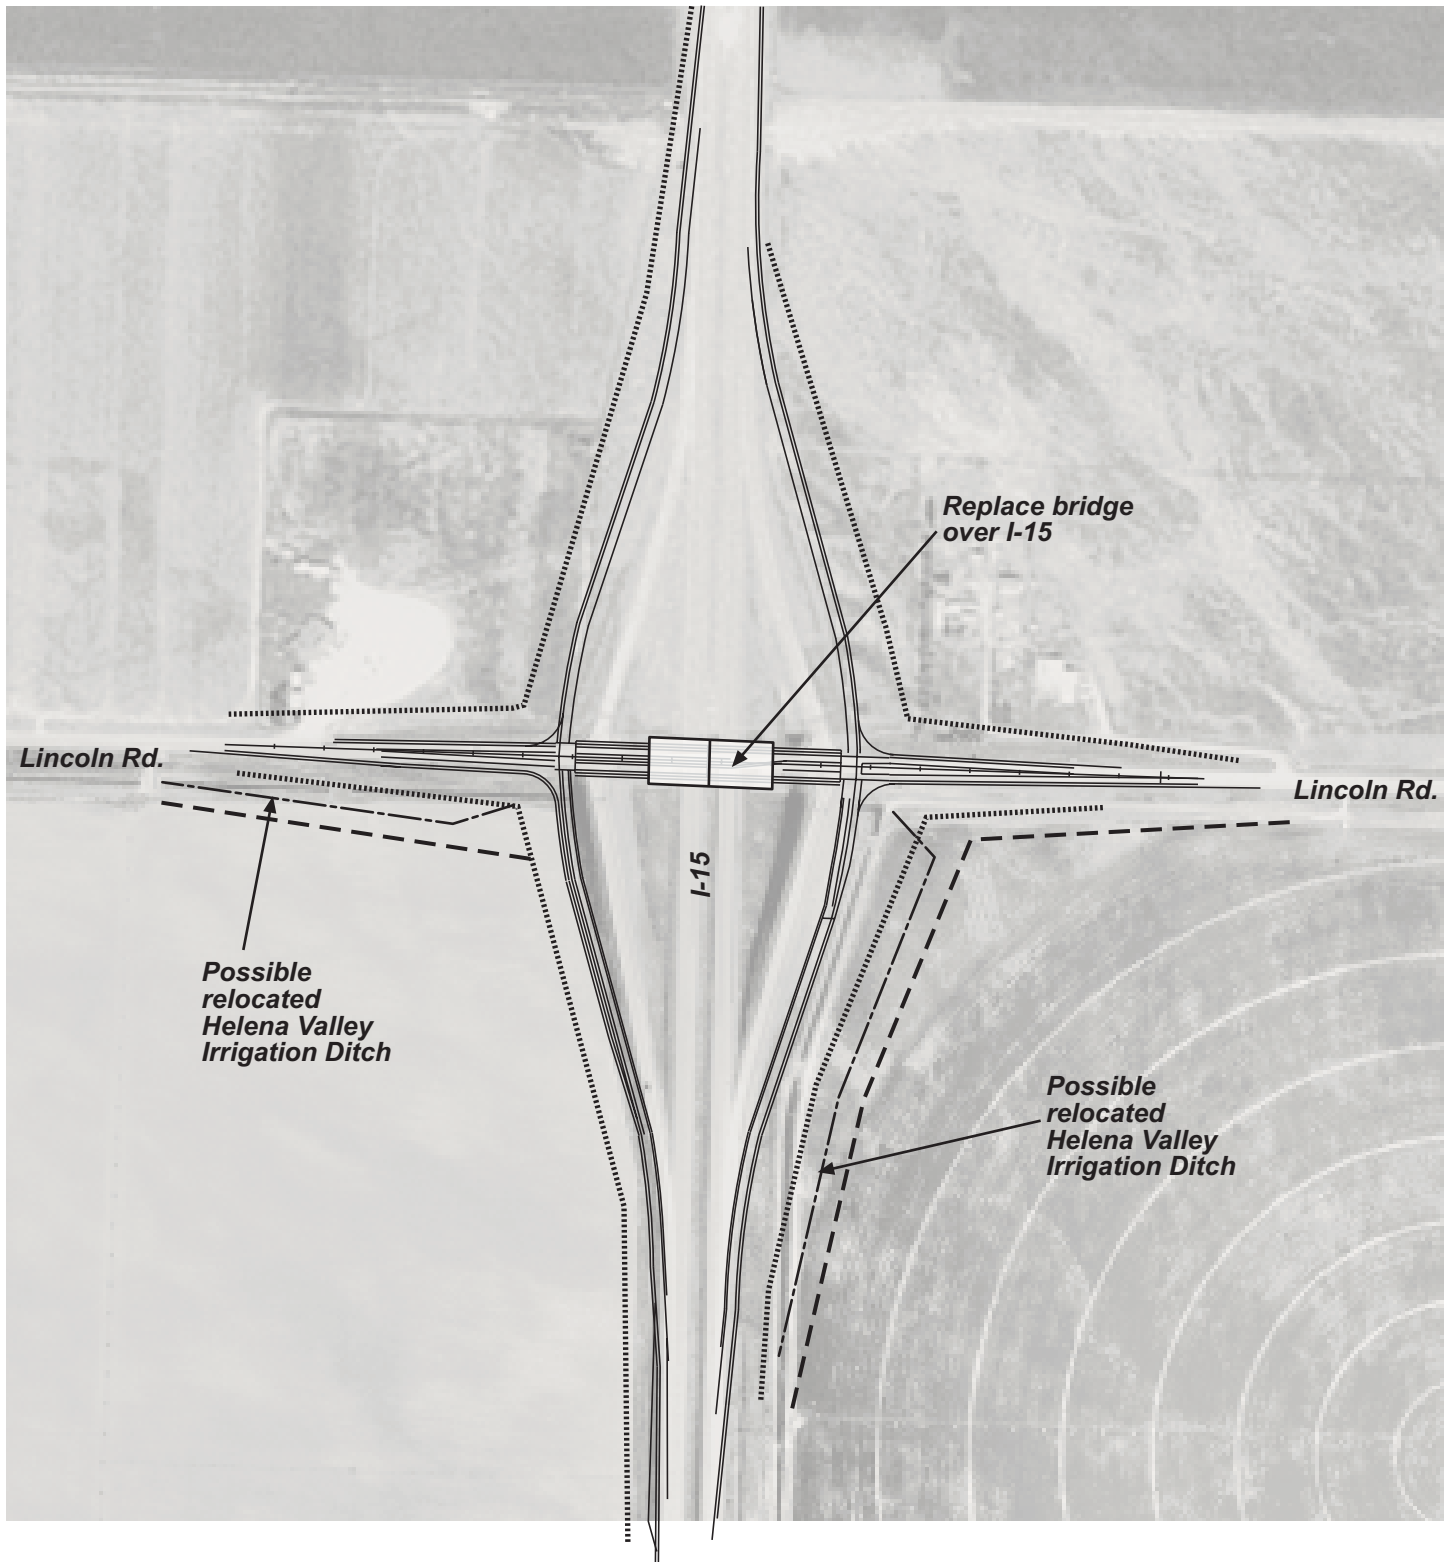 Replace bridge
over I-15
Lincoln Rd.
Lincoln Rd.
I-15
Possible
relocated
Helena Valley
Irrigation Ditch
Possible
relocated
Helena Valley
Irrigation Ditch